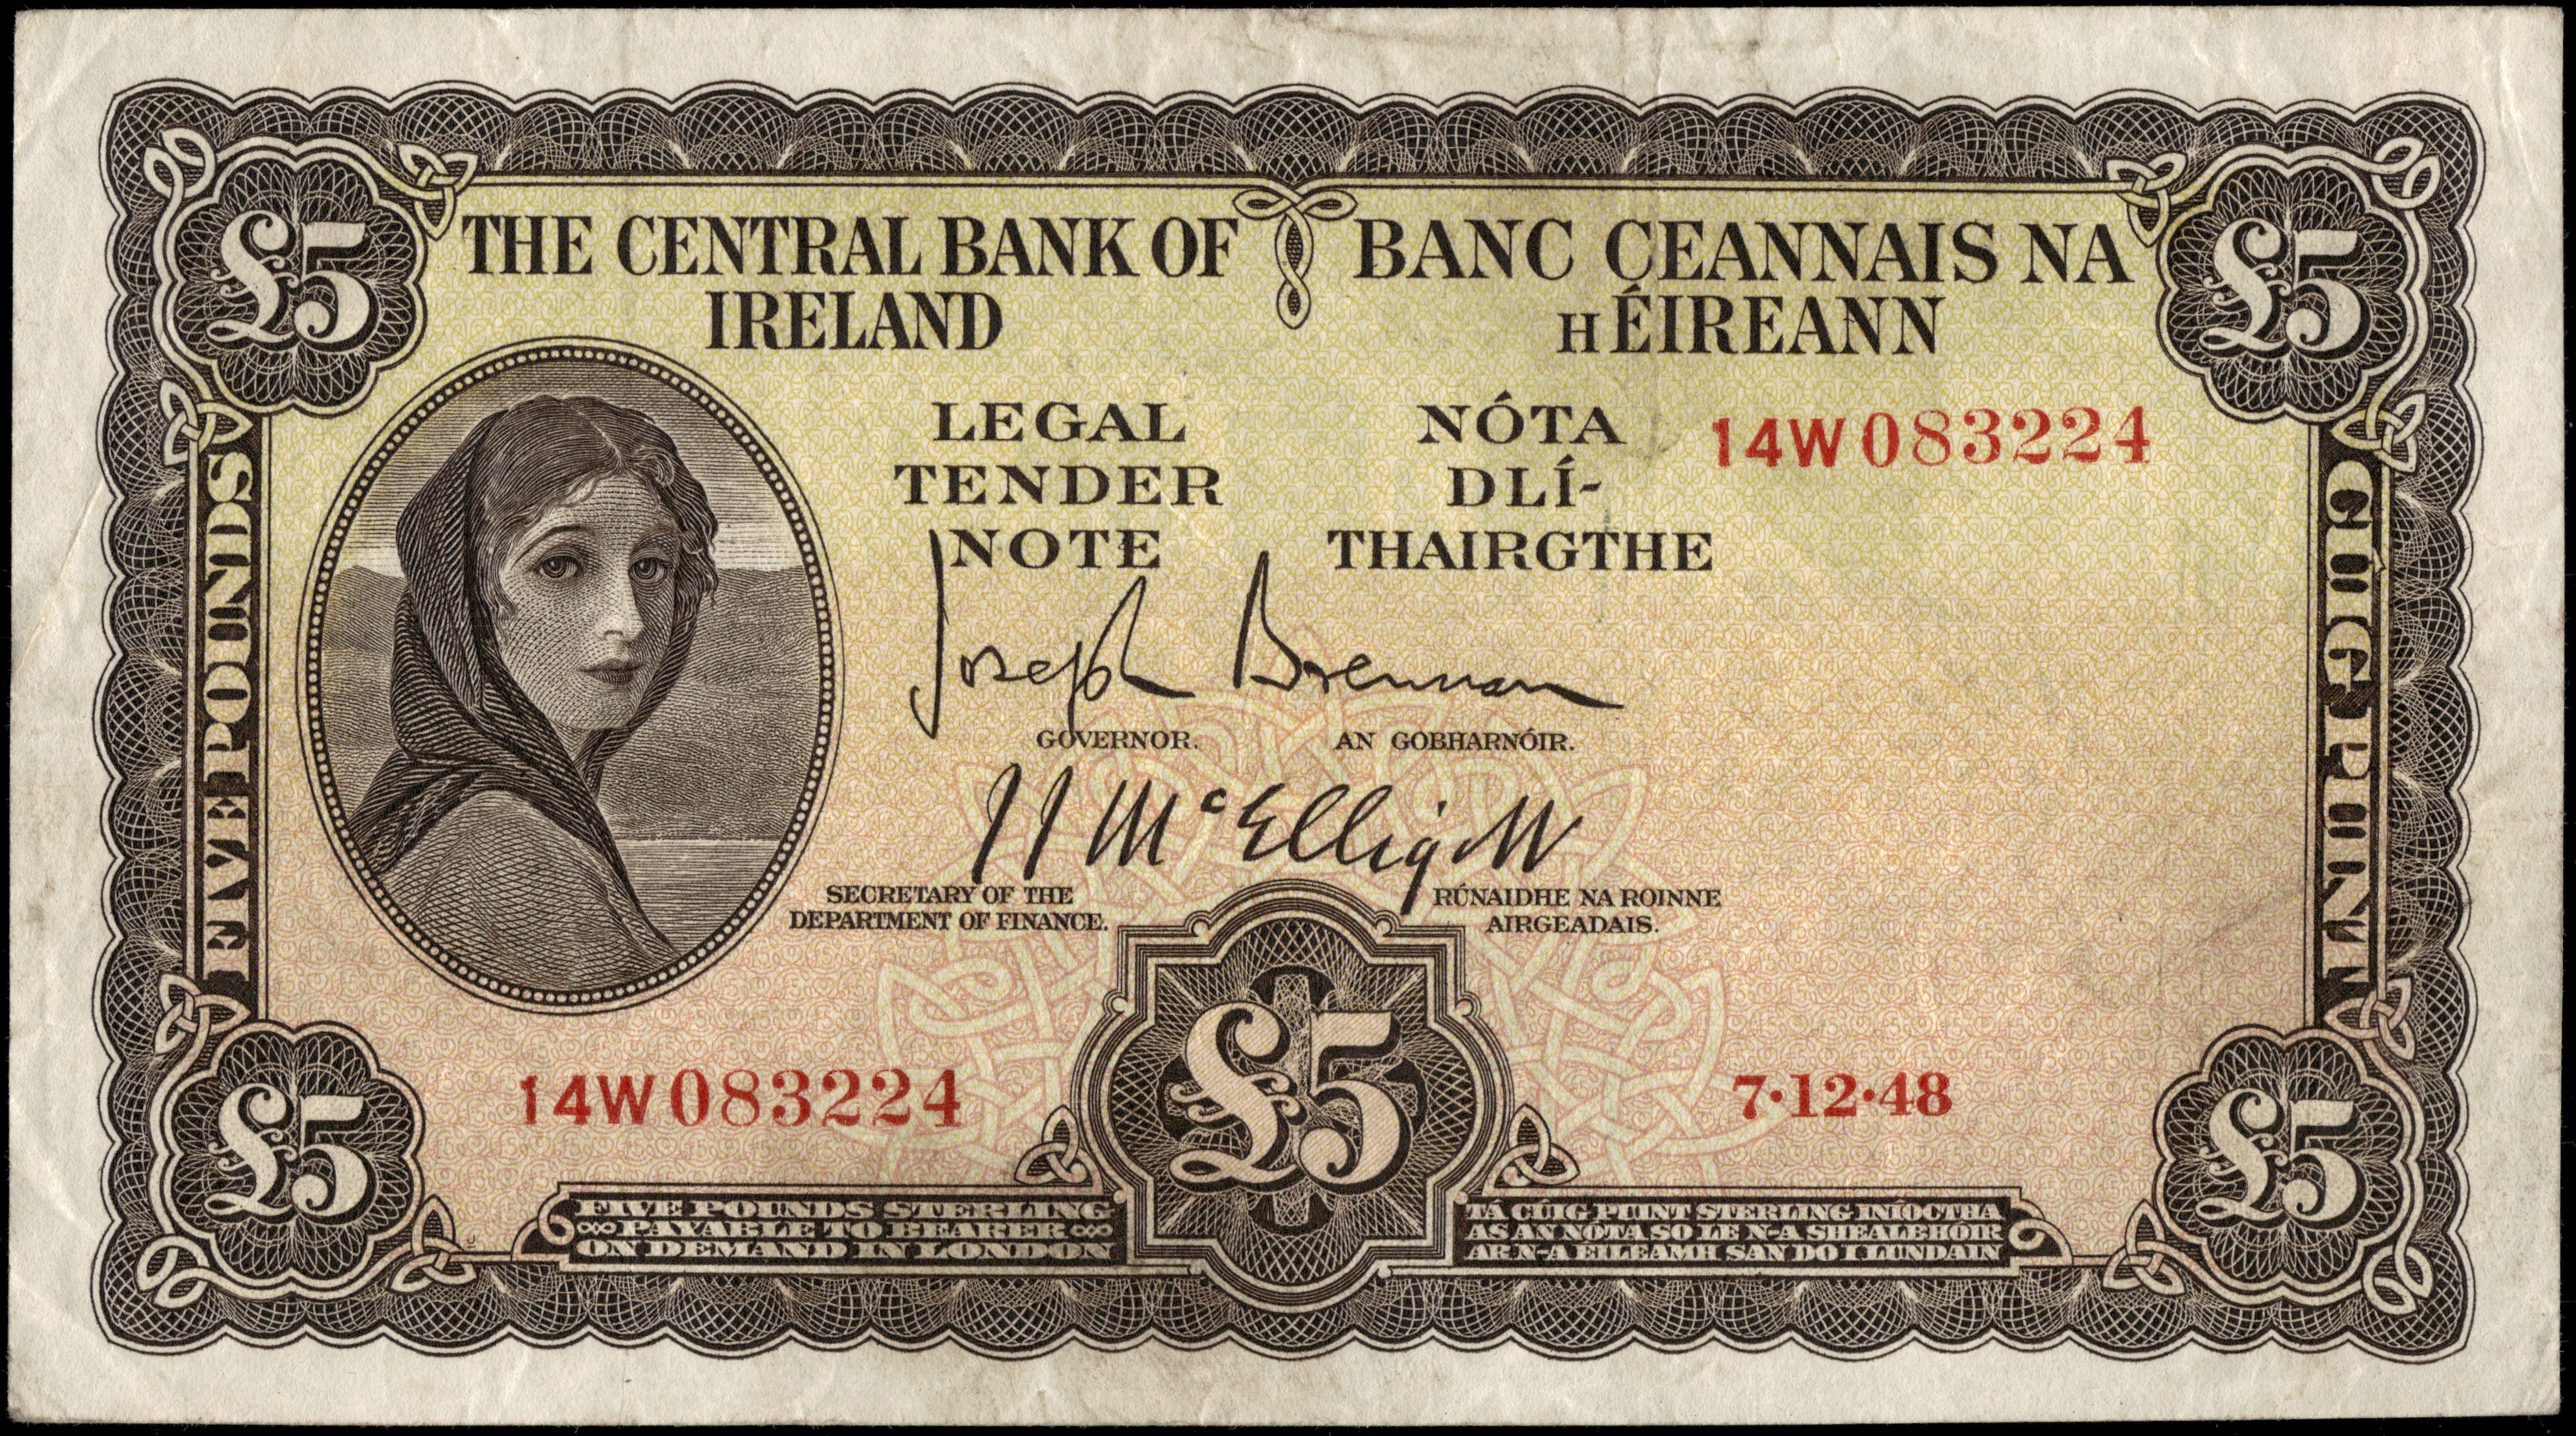 £5
£5
THE CENTRAL BANK OF
IRELAND
BANC CEANNAIS NA
hÉIREANN
LEGAL
TENDER
NOTE
NÓTA
DLÍ-
THAIRGTHE
14W 083224
FIVE POUNDS
CÚIG PUINT
Joseph Brennan
GOVERNOR.
AN GOBHARNÓIR.
J J McElligott
SECRETARY OF THE
DEPARTMENT OF FINANCE.
RÚNAIDHE NA ROINNE
AIRGEADAIS.
14W 083224
£5
7·12·48
£5
£5
FIVE POUNDS STERLING
PAYABLE TO BEARER
ON DEMAND IN LONDON
TÁ CÚIG PUINT STERLING INÍOCTHA
AS AN NÓTA SO LE N-A SHEALBHÓIR
AR N-A ÉILEAMH SAN DO I LUNDAIN